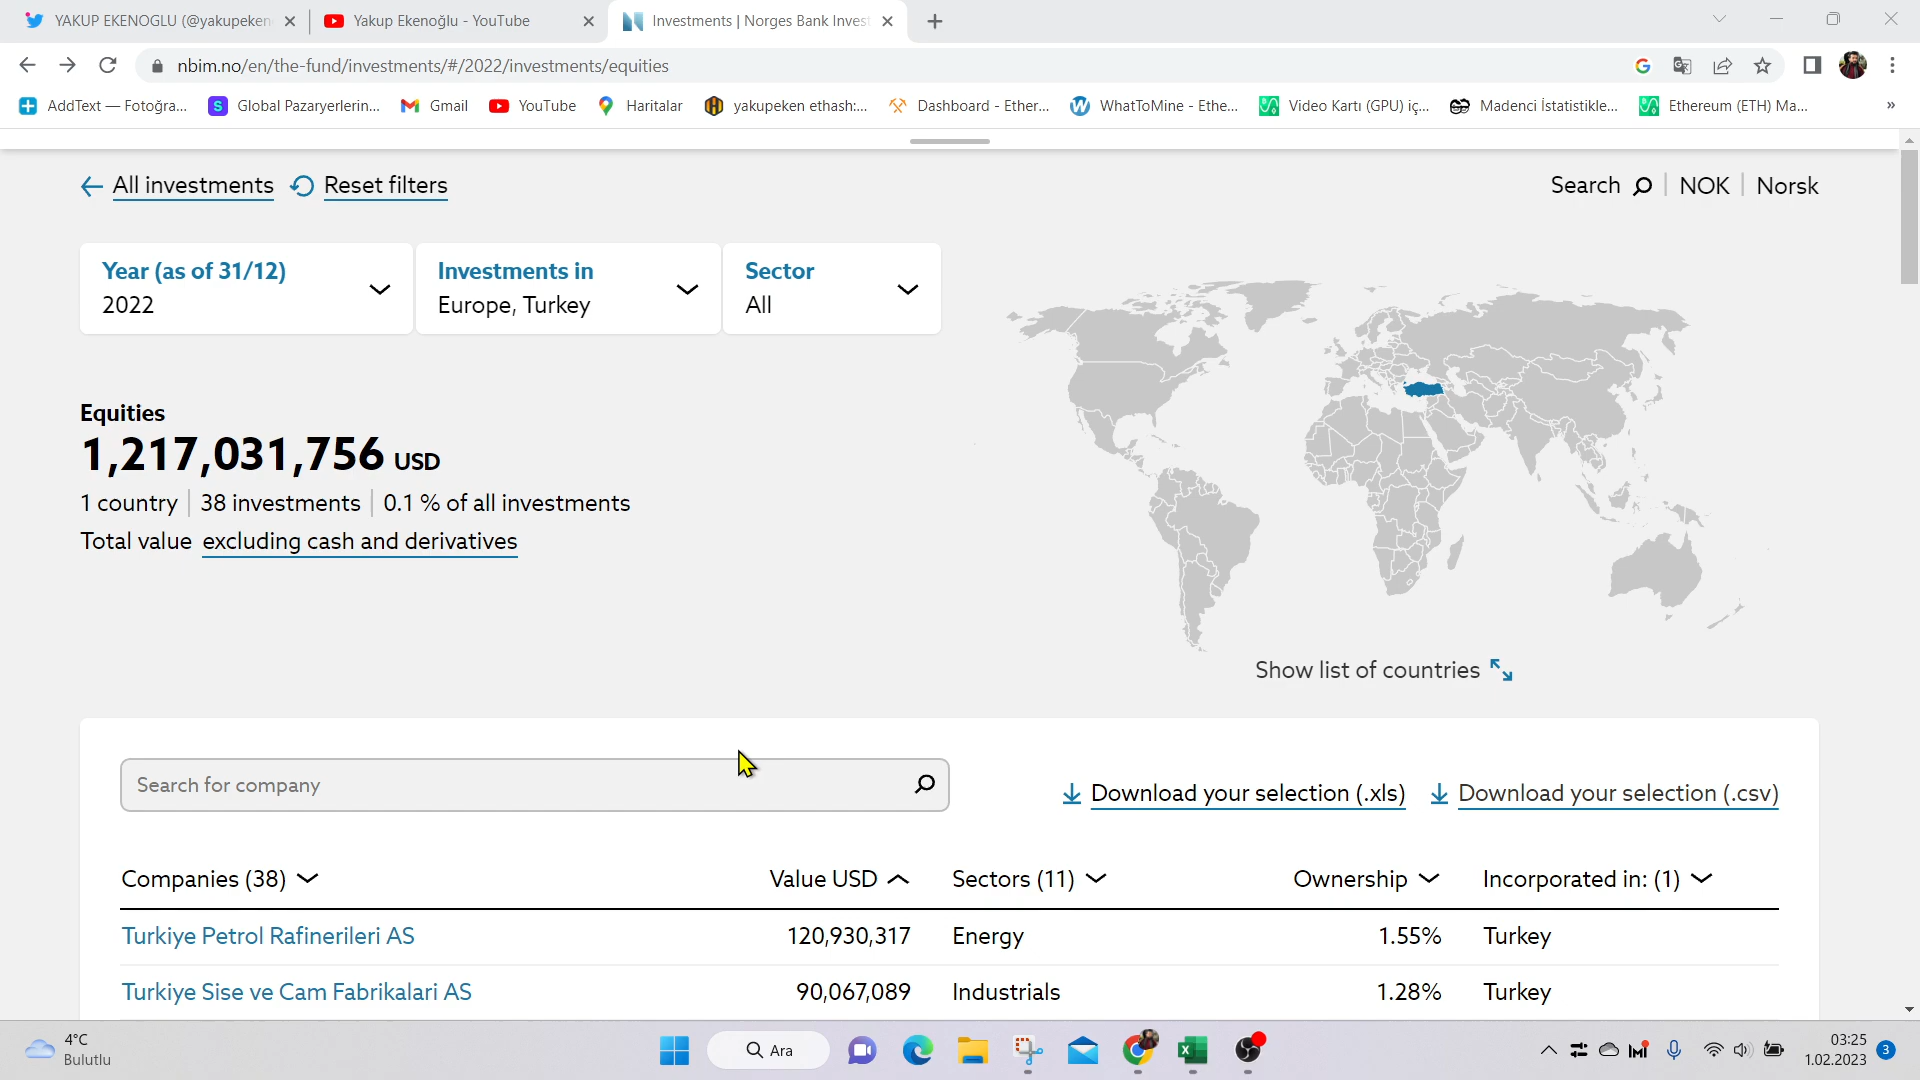 YAKUP EKENOGLU (@yakupeken
Yakup Ekenoğlu - YouTube
Investments | Norges Bank Invest
nbim.no/en/the-fund/investments/#/2022/investments/equities
AddText — Fotoğra...
Global Pazaryerlerin...
Gmail
YouTube
Haritalar
yakupeken ethash:...
Dashboard - Ether...
WhatToMine - Ethe...
Video Kartı (GPU) iç...
Madenci İstatistikle...
Ethereum (ETH) Ma...
»
All investments
Reset filters
Search
NOK
Norsk
Year (as of 31/12)
2022
Investments in
Europe, Turkey
Sector
All
Equities
1,217,031,756 USD
1 country | 38 investments | 0.1 % of all investments
Total value excluding cash and derivatives
Show list of countries
Search for company
Download your selection (.xls)
Download your selection (.csv)
Companies (38) Value USD Sectors (11) Ownership Incorporated in: (1)
Turkiye Petrol Rafinerileri AS 120,930,317 Energy 1.55% Turkey
Turkiye Sise ve Cam Fabrikalari AS 90,067,089 Industrials 1.28% Turkey
4°C
Bulutlu
Ara
03:25
1.02.2023
3